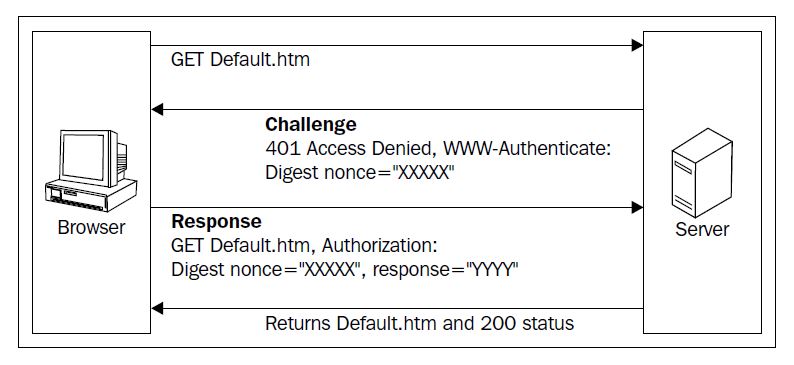 GET Default.htm
Challenge
401 Access Denied, WWW-Authenticate:
Digest nonce="XXXXX"
Browser
Response
GET Default.htm, Authorization:
Digest nonce="XXXXX", response="YYYY"
Server
Returns Default.htm and 200 status